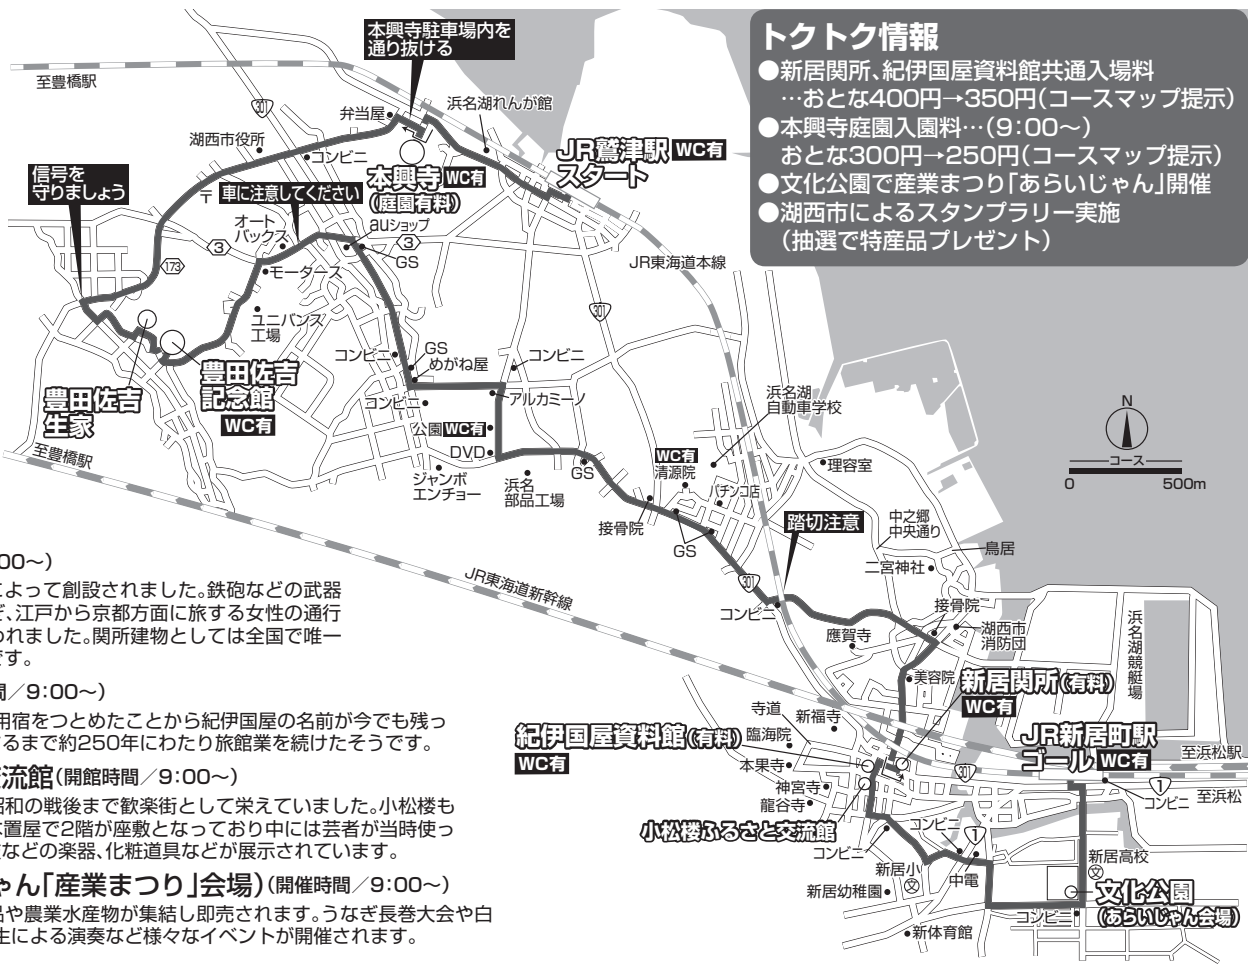 トクトク情報
●新居関所、紀伊国屋資料館共通入場料
…おとな400円→350円(コースマップ提示)
●本興寺庭園入園料…(9:00〜)
おとな300円→250円(コースマップ提示)
●文化公園で産業まつり「あらいじゃん」開催
●湖西市によるスタンプラリー実施
(抽選で特産品プレゼント)
本興寺駐車場内を
通り抜ける
至豊橋駅
301
弁当屋
浜名湖れんが館
湖西市役所
コンビニ
JR鷲津駅 WC有
スタート
信号を
守りましょう
〒
車に注意してください
本興寺 WC有
(庭園有料)
オート
バックス
3
auショップ
3
GS
JR東海道本線
173
モータース
ユニバンス
工場
301
コンビニ
GS
めがね屋
コンビニ
豊田佐吉
記念館
WC有
豊田佐吉
生家
コンビニ
アルカミーノ
浜名湖
自動車学校
公園 WC有
N
コース
0
500m
至豊橋駅
DVD
ジャンボ
エンチョー
浜名
部品工場
GS
WC有
清源院
パチンコ店
理容室
接骨院
GS
踏切注意
中之郷
中央通り
鳥居
二宮神社
JR東海道新幹線
301
コンビニ
應賀寺
接骨院
湖西市
消防団
浜名湖競艇場
美容院
新居関所(有料)
WC有
寺道
新福寺
臨海院
紀伊国屋資料館(有料)
WC有
本果寺
JR新居町駅
ゴール WC有
至浜松駅
301
1
至浜松
コンビニ
神宮寺
龍谷寺
小松楼ふるさと交流館
コンビニ
コンビニ
1
新居小
文
中電
新居高校
文
新居幼稚園
文化公園
(あらいじゃん会場)
コンビニ
新体育館
:00〜)
によって創設されました。鉄砲などの武器
ど、江戸から京都方面に旅する女性の通行
われました。関所建物としては全国で唯一
です。
間／9:00〜)
用宿をつとめたことから紀伊国屋の名前が今でも残っ
するまで約250年にわたり旅館業を続けたそうです。
交流館(開館時間／9:00〜)
昭和の戦後まで歓楽街として栄えていました。小松楼も
置屋で2階が座敷となっており中には芸者が当時使っ
などの楽器、化粧道具などが展示されています。
ゃん「産業まつり」会場)(開催時間／9:00〜)
品や農業水産物が集結し即売されます。うなぎ長巻大会や白
生による演奏など様々なイベントが開催されます。